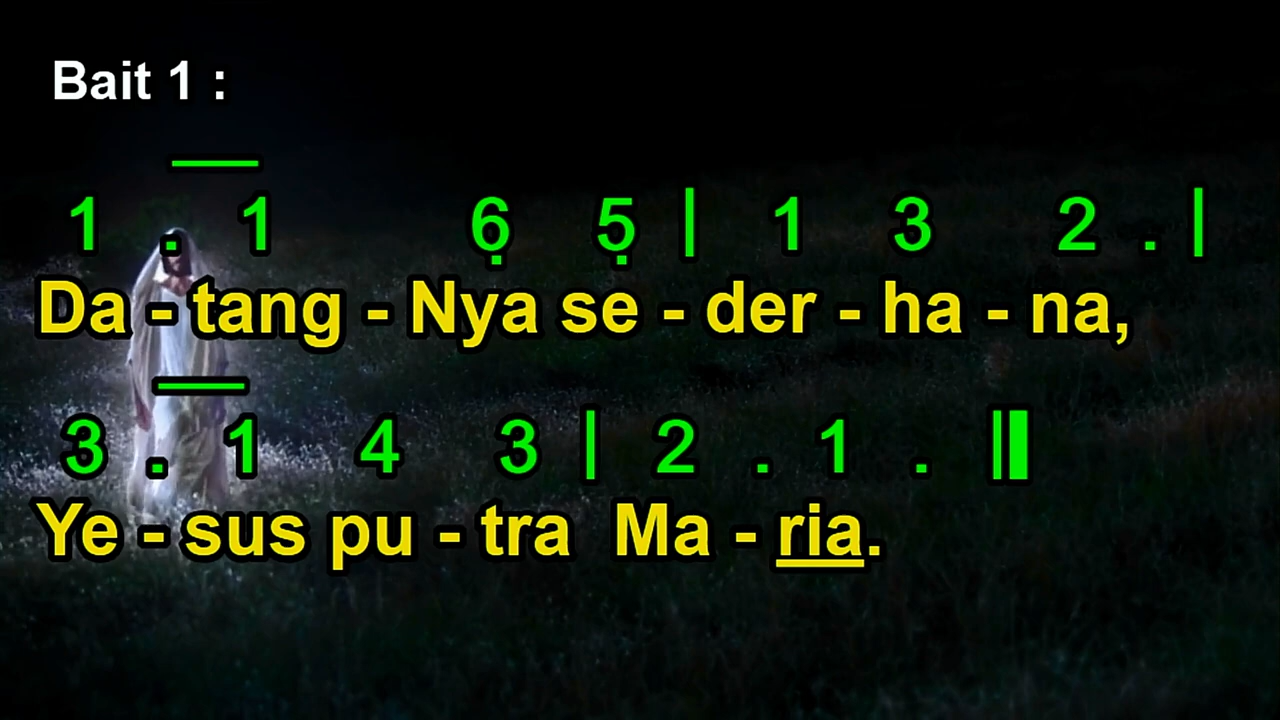 Bait 1 :
1 . 1 6̣ 5̣ | 1 3 2 . |
Da - tang - Nya se - der - ha - na,
3 . 1 4 3 | 2 . 1 . ||
Ye - sus pu - tra Ma - ria.